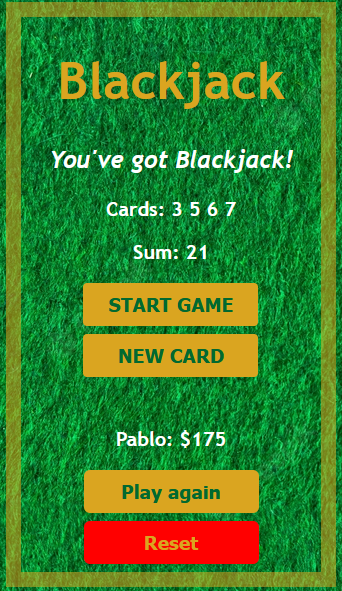 Blackjack
You've got Blackjack!
Cards: 3 5 6 7
Sum: 21
START GAME
NEW CARD
Pablo: $175
Play again
Reset